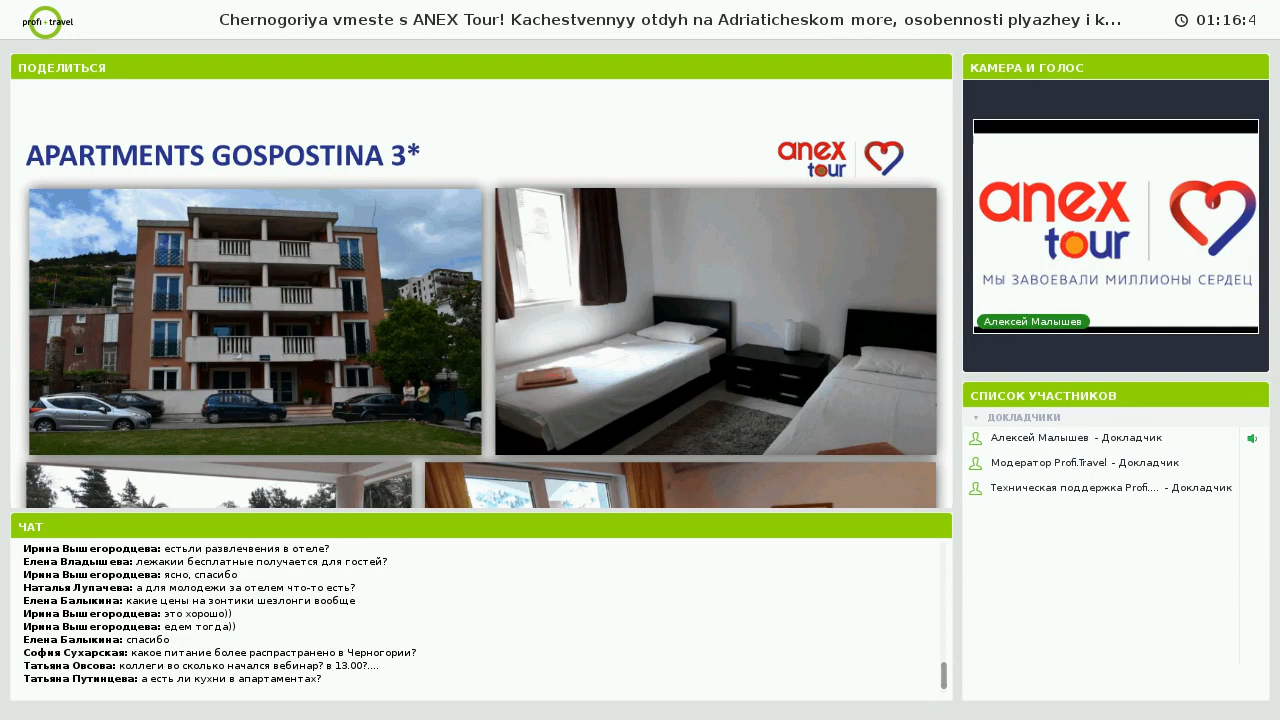 profi travel
Chernogoriya vmeste s ANEX Tour! Kachestvennyy otdyh na Adriaticheskom more, osobennosti plyazhey i k...
01:16:4
ПОДЕЛИТЬСЯ
APARTMENTS GOSPOSTINA 3*
anex
tour
КАМЕРА И ГОЛОС
anex
tour
МЫ ЗАВОЕВАЛИ МИЛЛИОНЫ СЕРДЕЦ
Алексей Малышев
СПИСОК УЧАСТНИКОВ
ДОКЛАДЧИКИ
Алексей Малышев - Докладчик
Модератор Profi.Travel - Докладчик
Техническая поддержка Profi.... - Докладчик
ЧАТ
Ирина Вышегородцева: естьли развлечвения в отеле?
Елена Владышева: лежакии бесплатные получается для гостей?
Ирина Вышегородцева: ясно, спасибо
Наталья Лупачева: а для молодежи за отелем что-то есть?
Елена Балыкина: какие цены на зонтики шезлонги вообще
Ирина Вышегородцева: это хорошо))
Ирина Вышегородцева: едем тогда))
Елена Балыкина: спасибо
София Сухарская: какое питание более распрастранено в Черногории?
Татьяна Овсова: коллеги во сколько начался вебинар? в 13.00?....
Татьяна Путинцева: а есть ли кухни в апартаментах?